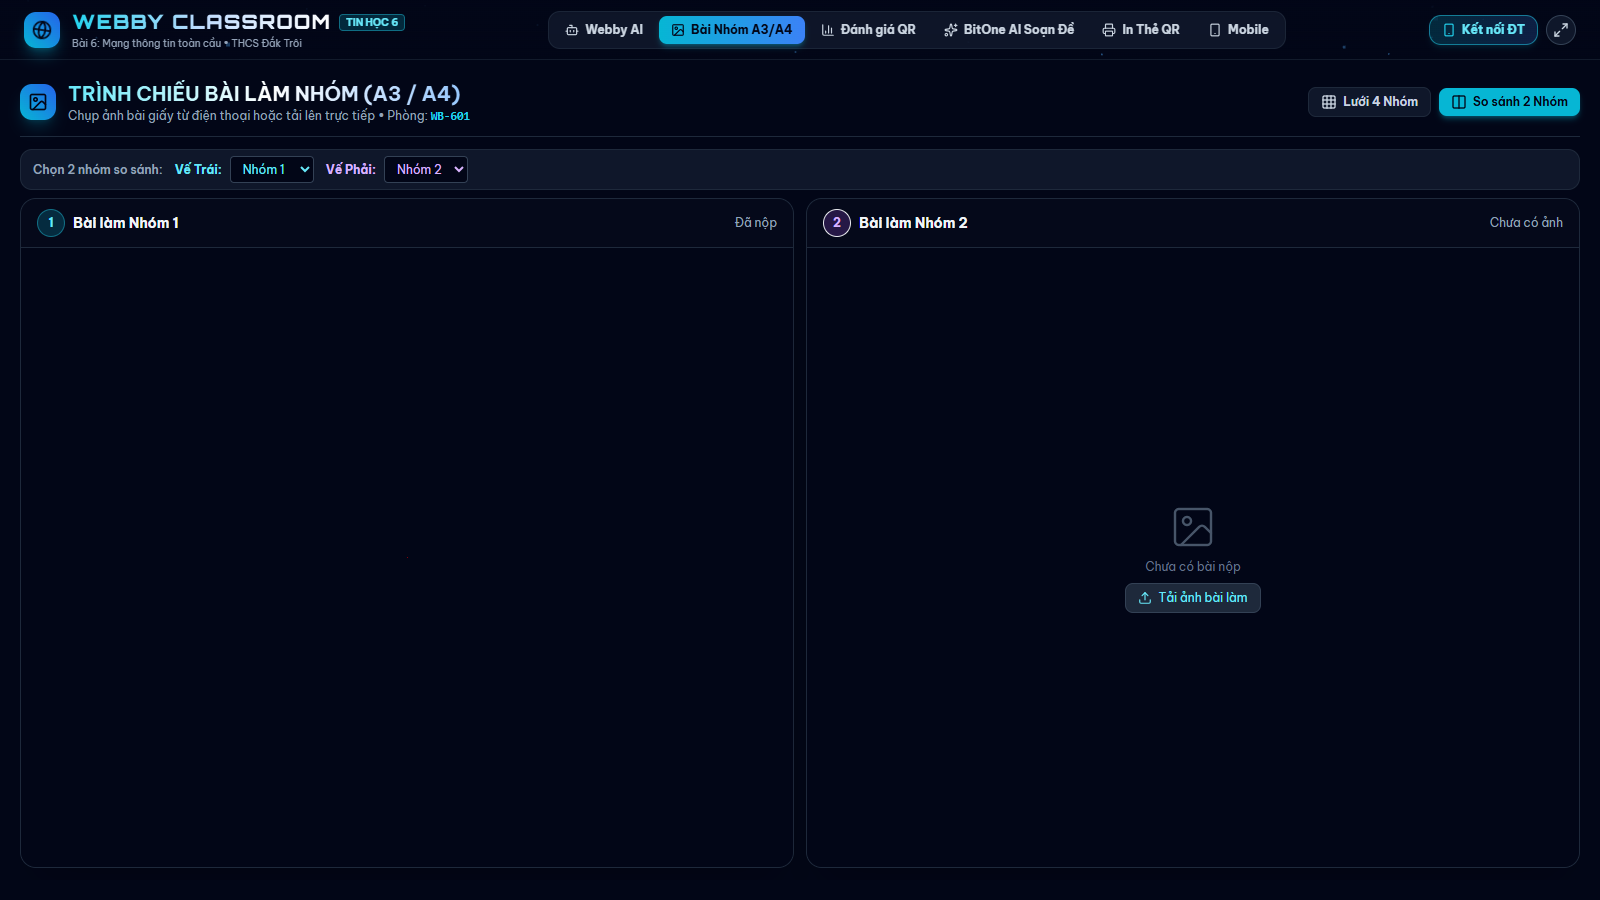 WEBBY CLASSROOM TIN HỌC 6
Bài 6: Mạng thông tin toàn cầu • THCS Đắk Trôi
Webby AI
Bài Nhóm A3/A4
Đánh giá QR
BitOne AI Soạn Đề
In Thẻ QR
Mobile
Kết nối ĐT
TRÌNH CHIẾU BÀI LÀM NHÓM (A3 / A4)
Chụp ảnh bài giấy từ điện thoại hoặc tải lên trực tiếp • Phòng: WB-601
Lưới 4 Nhóm
So sánh 2 Nhóm
Chọn 2 nhóm so sánh: Vế Trái: Nhóm 1 Vế Phải: Nhóm 2
1 Bài làm Nhóm 1 Đã nộp
2 Bài làm Nhóm 2 Chưa có ảnh
Chưa có bài nộp
Tải ảnh bài làm